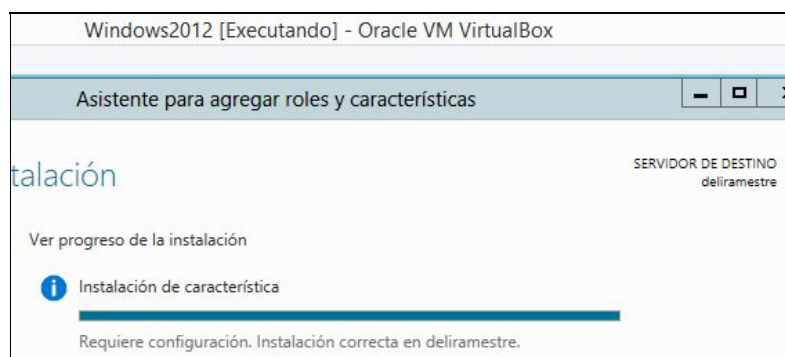 Windows2012 [Executando] - Oracle VM VirtualBox
Asistente para agregar roles y características
talación
SERVIDOR DE DESTINO
deliramestre
Ver progreso de la instalación
Instalación de característica
Requiere configuración. Instalación correcta en deliramestre.